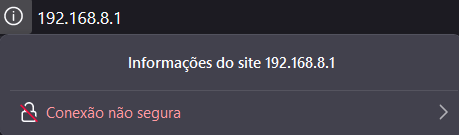 192.168.8.1
Informações do site 192.168.8.1
Conexão não segura